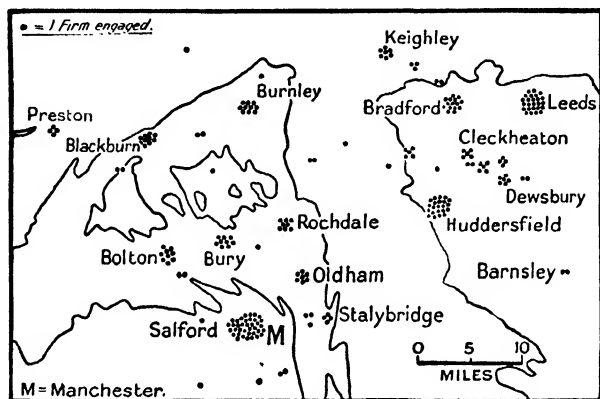 • = 1 Firm engaged.
Keighley
Burnley
Preston
Bradford
Leeds
Blackburn
Cleckheaton
Dewsbury
Rochdale
Huddersfield
Bolton
Bury
Oldham
Barnsley
Salford
M
Stalybridge
0 5 10
MILES
M = Manchester.